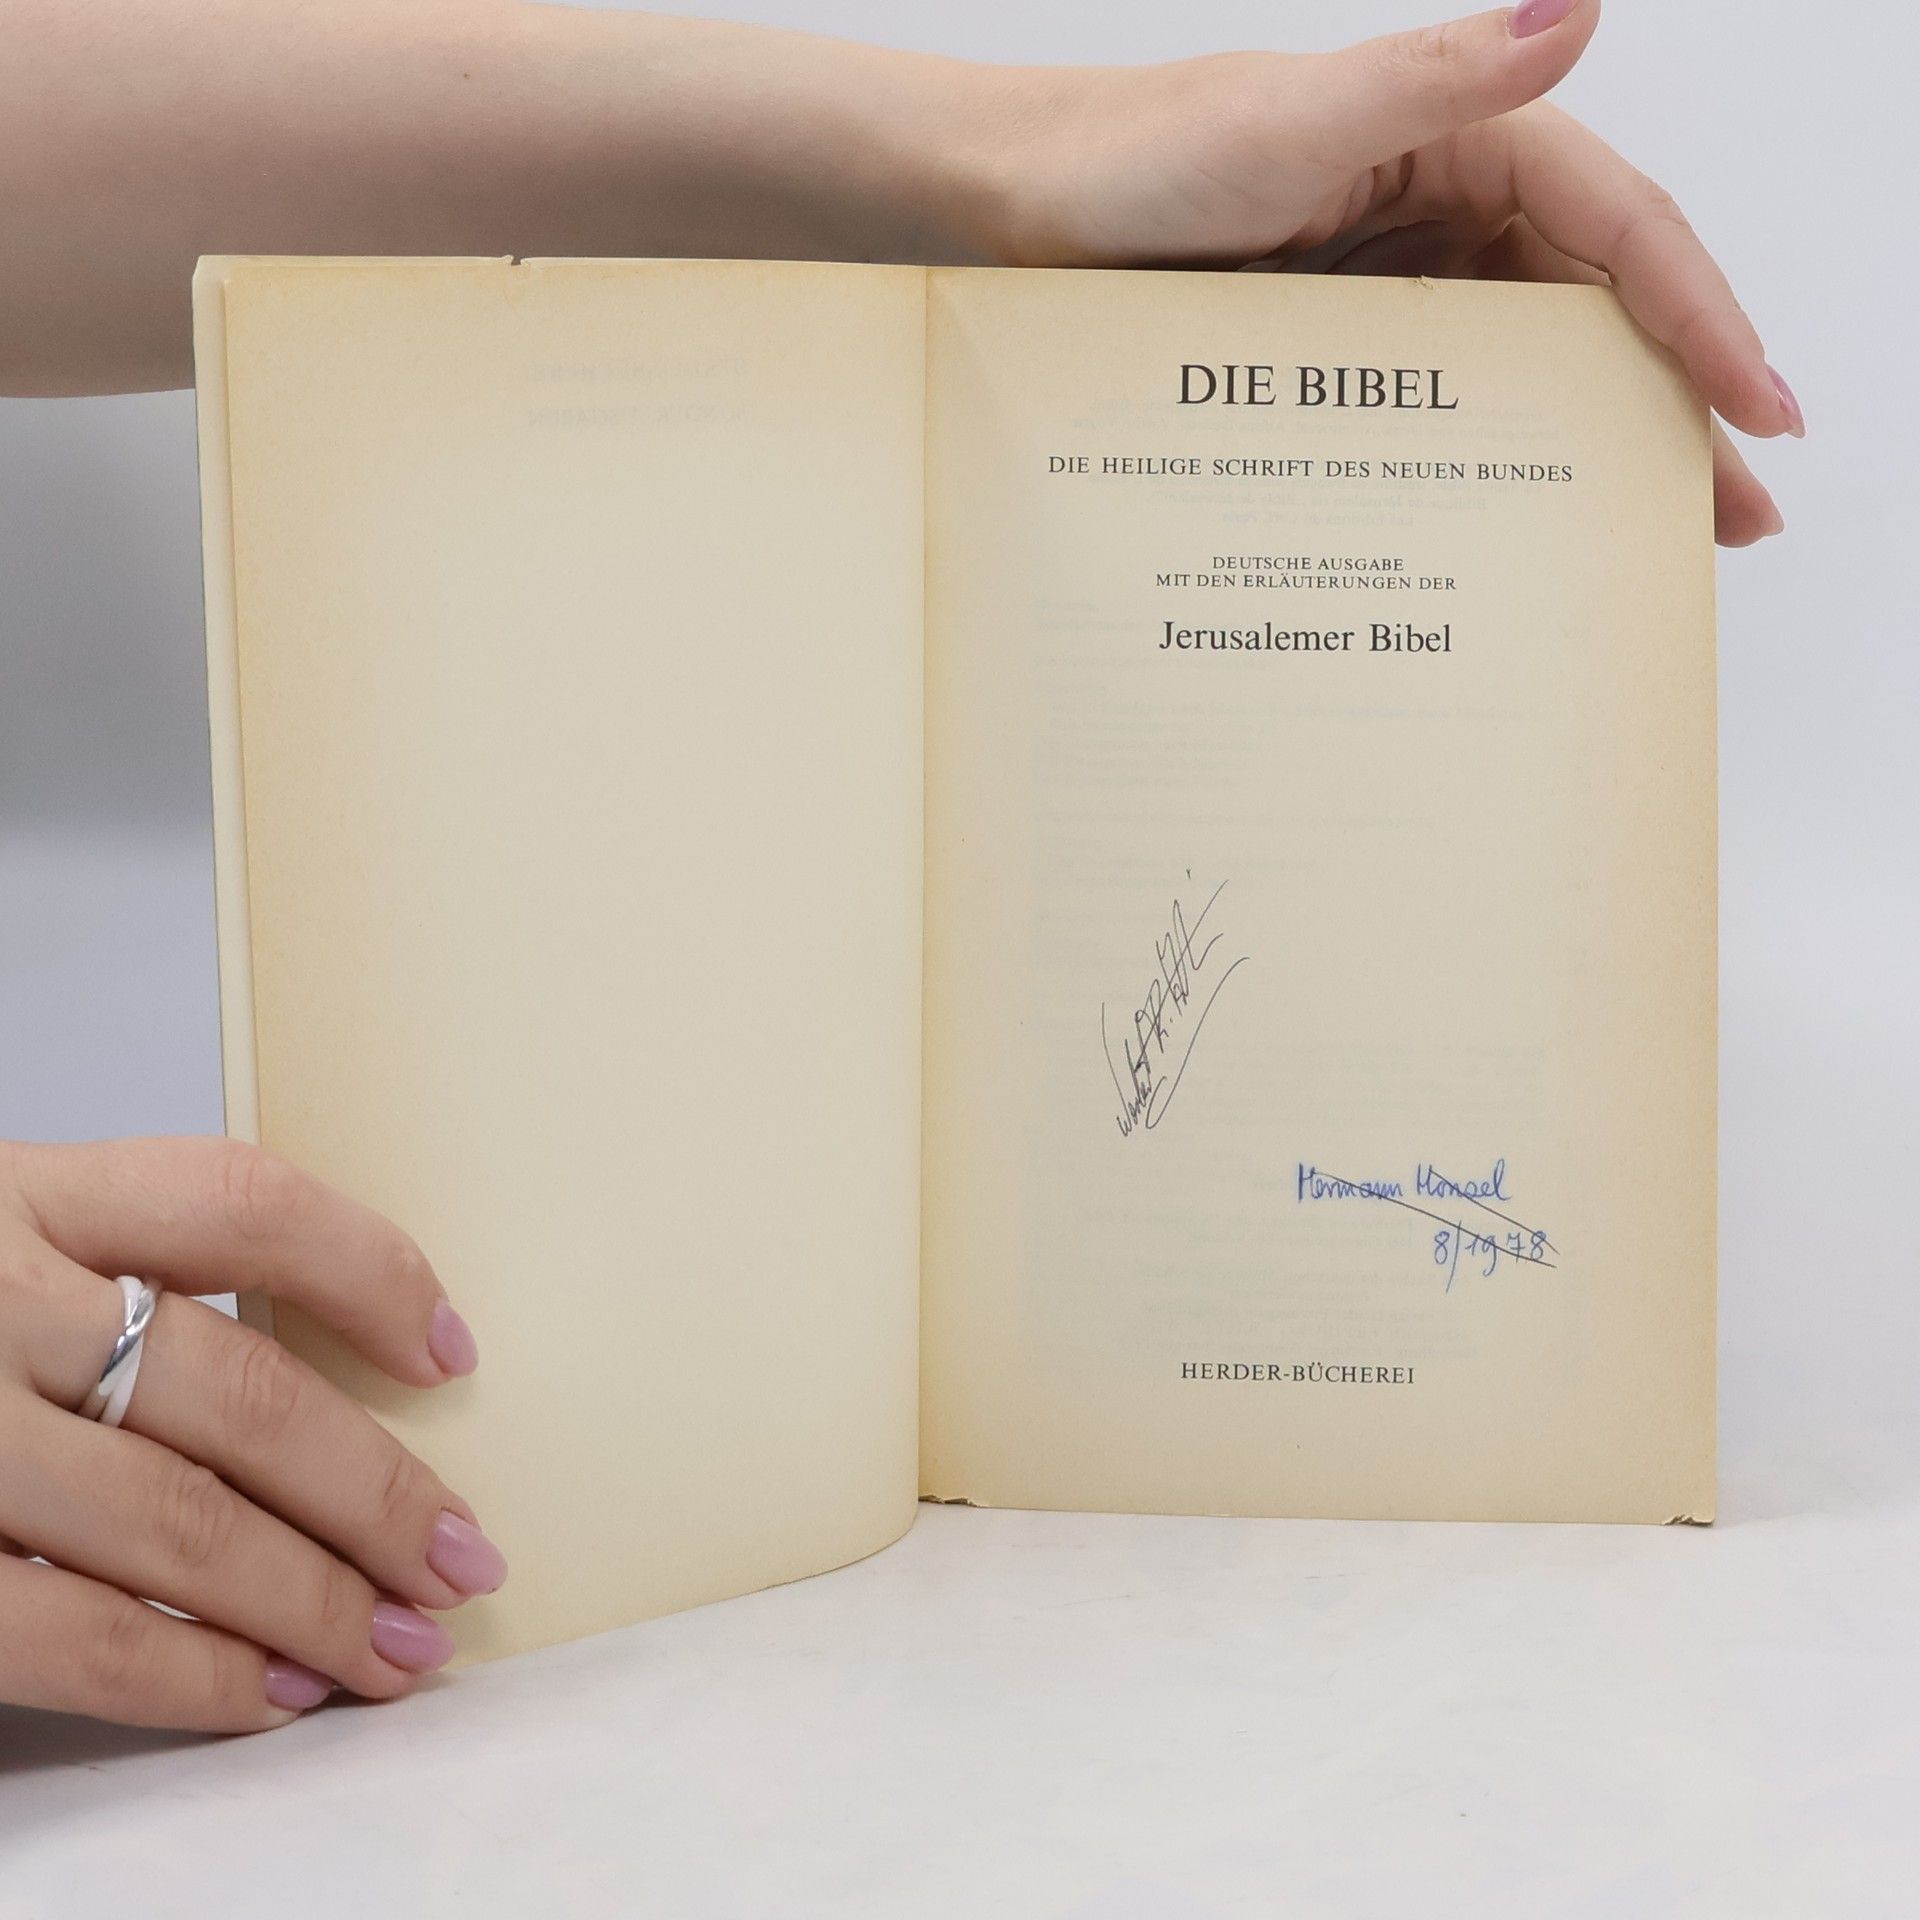 DIE BIBEL
DIE HEILIGE SCHRIFT DES NEUEN BUNDES
DEUTSCHE AUSGABE
MIT DEN ERLÄUTERUNGEN DER
Jerusalemer Bibel
Hermann Honsel
8/1978
HERDER-BÜCHEREI